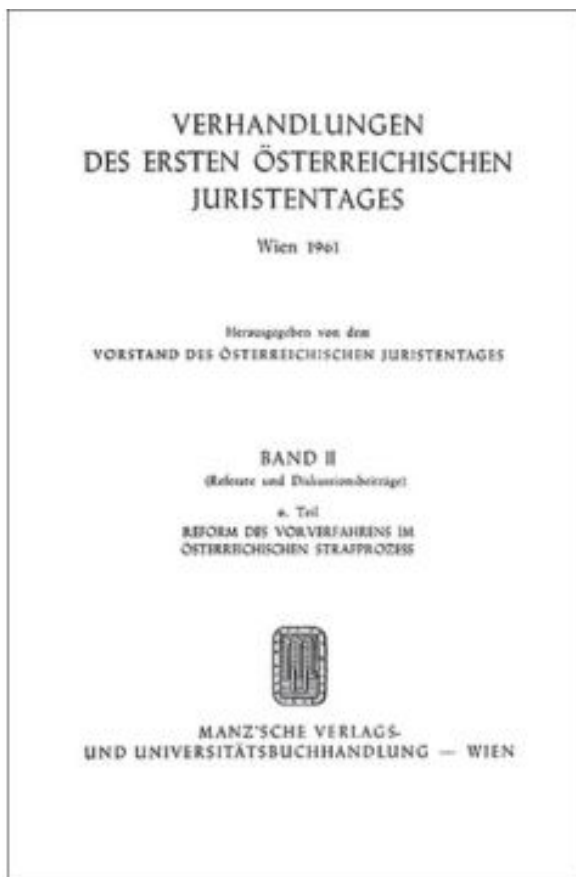 VERHANDLUNGEN
DES ERSTEN ÖSTERREICHISCHEN
JURISTENTAGES
Wien 1961
Herausgegeben von dem
VORSTAND DES ÖSTERREICHISCHEN JURISTENTAGES
BAND II
(Referate und Diskussionsbeiträge)
Teil
REFORM DES VORVERFAHRENS IM
ÖSTERREICHISCHEN STRAFPROZESS
MANZ'SCHE VERLAGS-
UND UNIVERSITÄTSBUCHHANDLUNG — WIEN